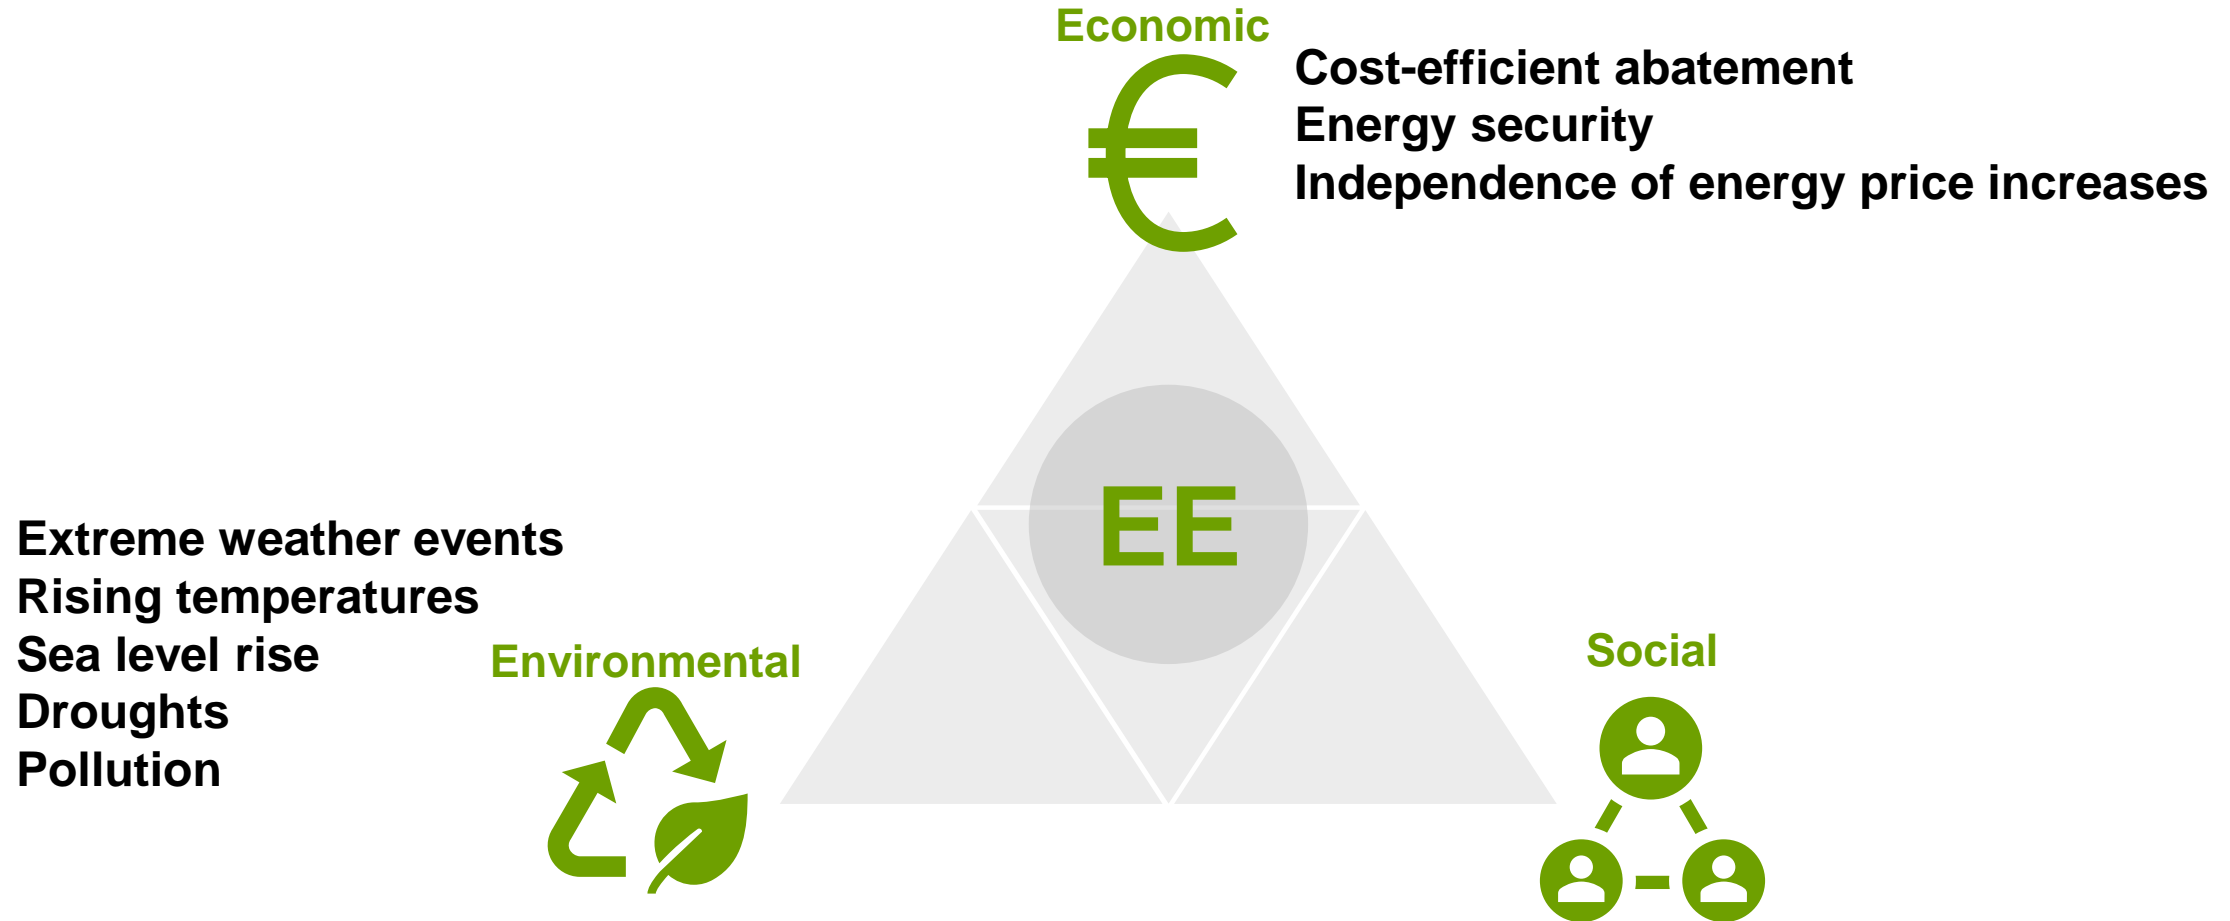 Economic
Cost-efficient abatement
Energy security
Independence of energy price increases
EE
Extreme weather events
Rising temperatures
Sea level rise
Droughts
Pollution
Environmental
Social